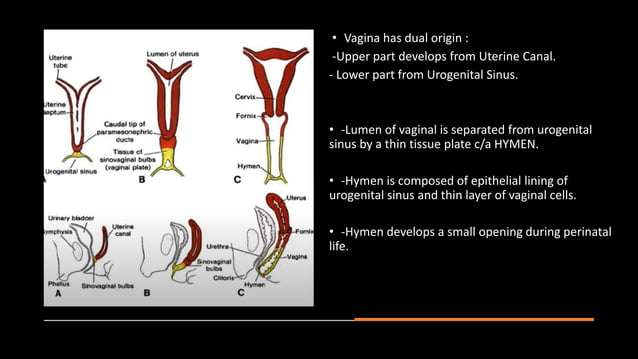 Uterine
tube
Lumen of uterus
Uterine
septum
Caudal tip of
paramesonephric
ducts
Tissue of
sinovaginal bulbs
(vaginal plate)
Urogenital sinus
Cervix
Fornix
Vagina
Hymen
A
B
C
Urinary bladder
Symphysis
Uterine
canal
Phallus
Sinovaginal bulbs
Urethra
Sinovaginal
bulbs
Clitoris
Hymen
Uterus
Fornix
Vagina
A
B
C
• Vagina has dual origin :
-Upper part develops from Uterine Canal.
- Lower part from Urogenital Sinus.
• -Lumen of vaginal is separated from urogenital
sinus by a thin tissue plate c/a HYMEN.
• -Hymen is composed of epithelial lining of
urogenital sinus and thin layer of vaginal cells.
• -Hymen develops a small opening during perinatal
life.